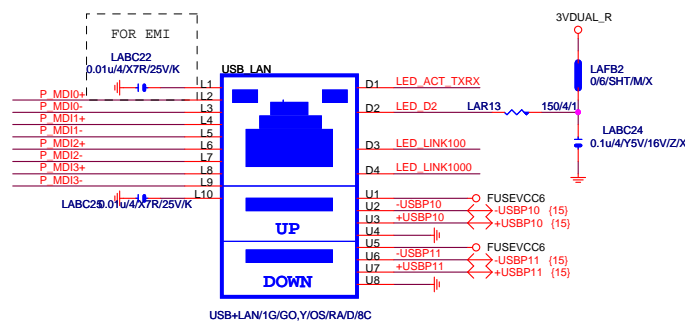 3VDUAL_R
FOR EMI
LABC22
0.01u/4/X7R/25V/K
USB_LAN
LAFB2
0/6/SHT/M/X
L1
D1 LED_ACT_TXRX
P_MDI0+ L2
P_MDI0- L3
D2 LED_D2 LAR13 150/4/1
P_MDI1+ L4
P_MDI1- L5
LABC24
0.1u/4/Y5V/16V/Z/X
P_MDI2+ L6
D3 LED_LINK100
P_MDI2- L7
P_MDI3+ L8
D4 LED_LINK1000
P_MDI3- L9
LABC25 0.01u/4/X7R/25V/K L10
U1 FUSEVCC6
U2 -USBP10 -USBP10 {15}
U3 +USBP10 +USBP10 {15}
UP
U4
U5 FUSEVCC6
U6 -USBP11 -USBP11 {15}
U7 +USBP11 +USBP11 {15}
DOWN
U8
USB+LAN/1G/GO,Y/OS/RA/D/8C